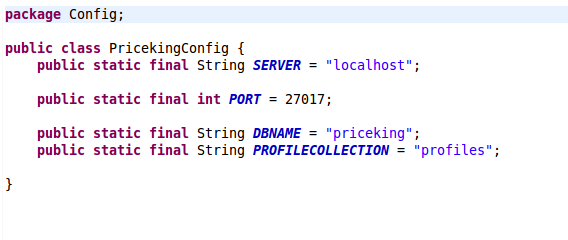 package Config;
public class PricekingConfig {
public static final String SERVER = "localhost";
public static final int PORT = 27017;
public static final String DBNAME = "priceking";
public static final String PROFILECOLLECTION = "profiles";
}